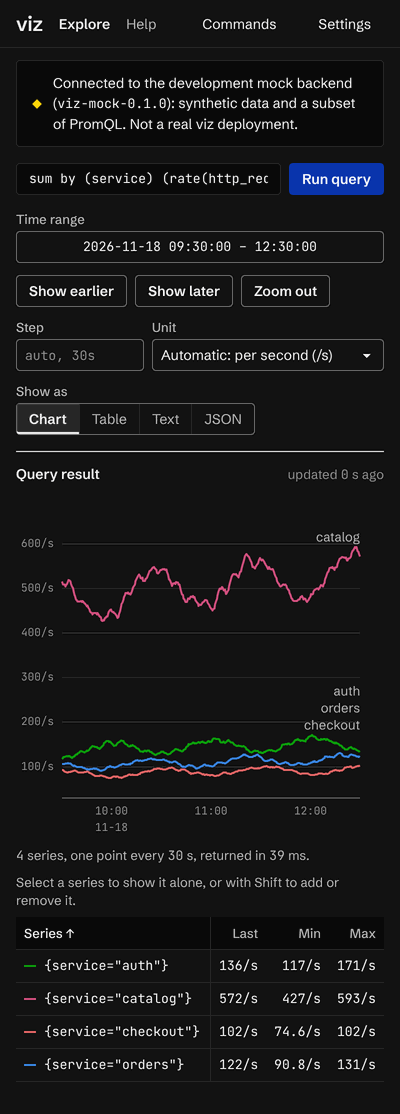 viz Explore Help Commands Settings
Connected to the development mock backend
(viz-mock-0.1.0): synthetic data and a subset
of PromQL. Not a real viz deployment.
sum by (service) (rate(http_rec Run query
Time range
2026-11-18 09:30:00 – 12:30:00
Show earlier Show later Zoom out
Step Unit
auto, 30s Automatic: per second (/s)
Show as
Chart Table Text JSON
Query result updated 0 s ago
catalog
600/s
500/s
400/s
300/s
auth
orders
200/s
checkout
100/s
10:00 11:00 12:00
11-18
4 series, one point every 30 s, returned in 39 ms.
Select a series to show it alone, or with Shift to add or
remove it.
Series ↑ Last Min Max
{service="auth"} 136/s 117/s 171/s
{service="catalog"} 572/s 427/s 593/s
{service="checkout"} 102/s 74.6/s 102/s
{service="orders"} 122/s 90.8/s 131/s